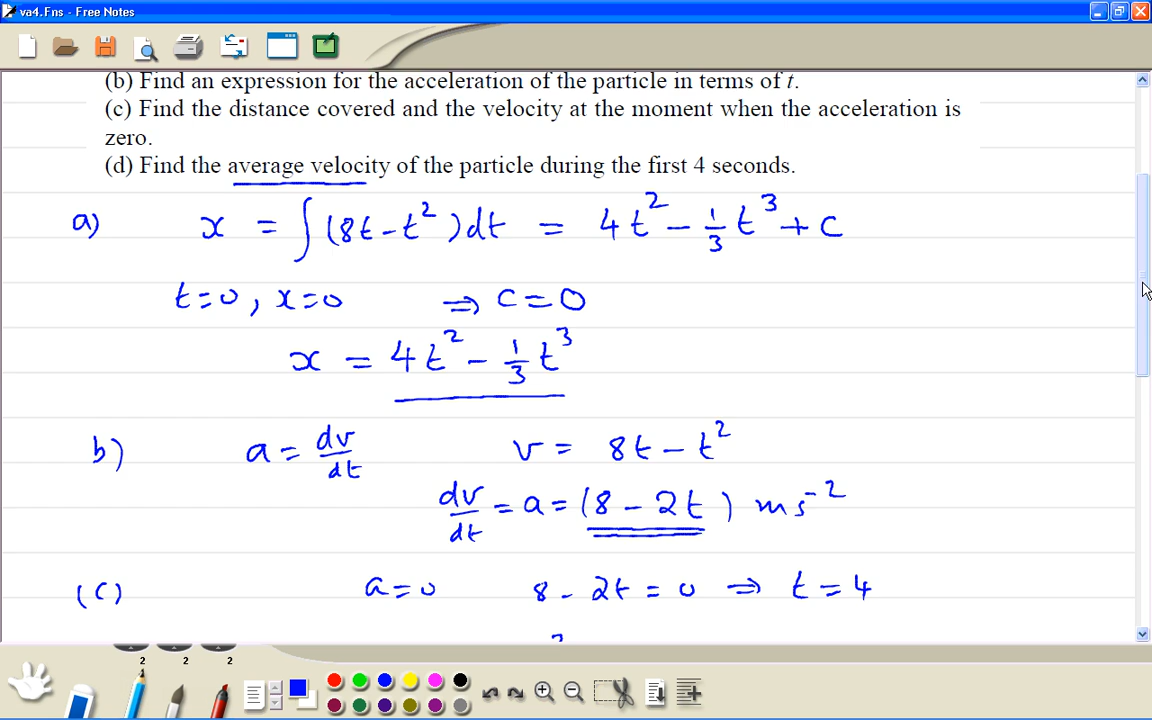 va4.Fns - Free Notes
(b) Find an expression for the acceleration of the particle in terms of t.
(c) Find the distance covered and the velocity at the moment when the acceleration is
zero.
(d) Find the average velocity of the particle during the first 4 seconds.
a) x = ∫(8t-t²)dt = 4t² - 1/3 t³ + C
t=0, x=0 ⇒ C=0
x = 4t² - 1/3 t³
b) a = dv/dt v = 8t - t²
dv/dt = a = (8 - 2t) ms⁻²
(C) a=0 8 - 2t = 0 ⇒ t = 4
2 2 2